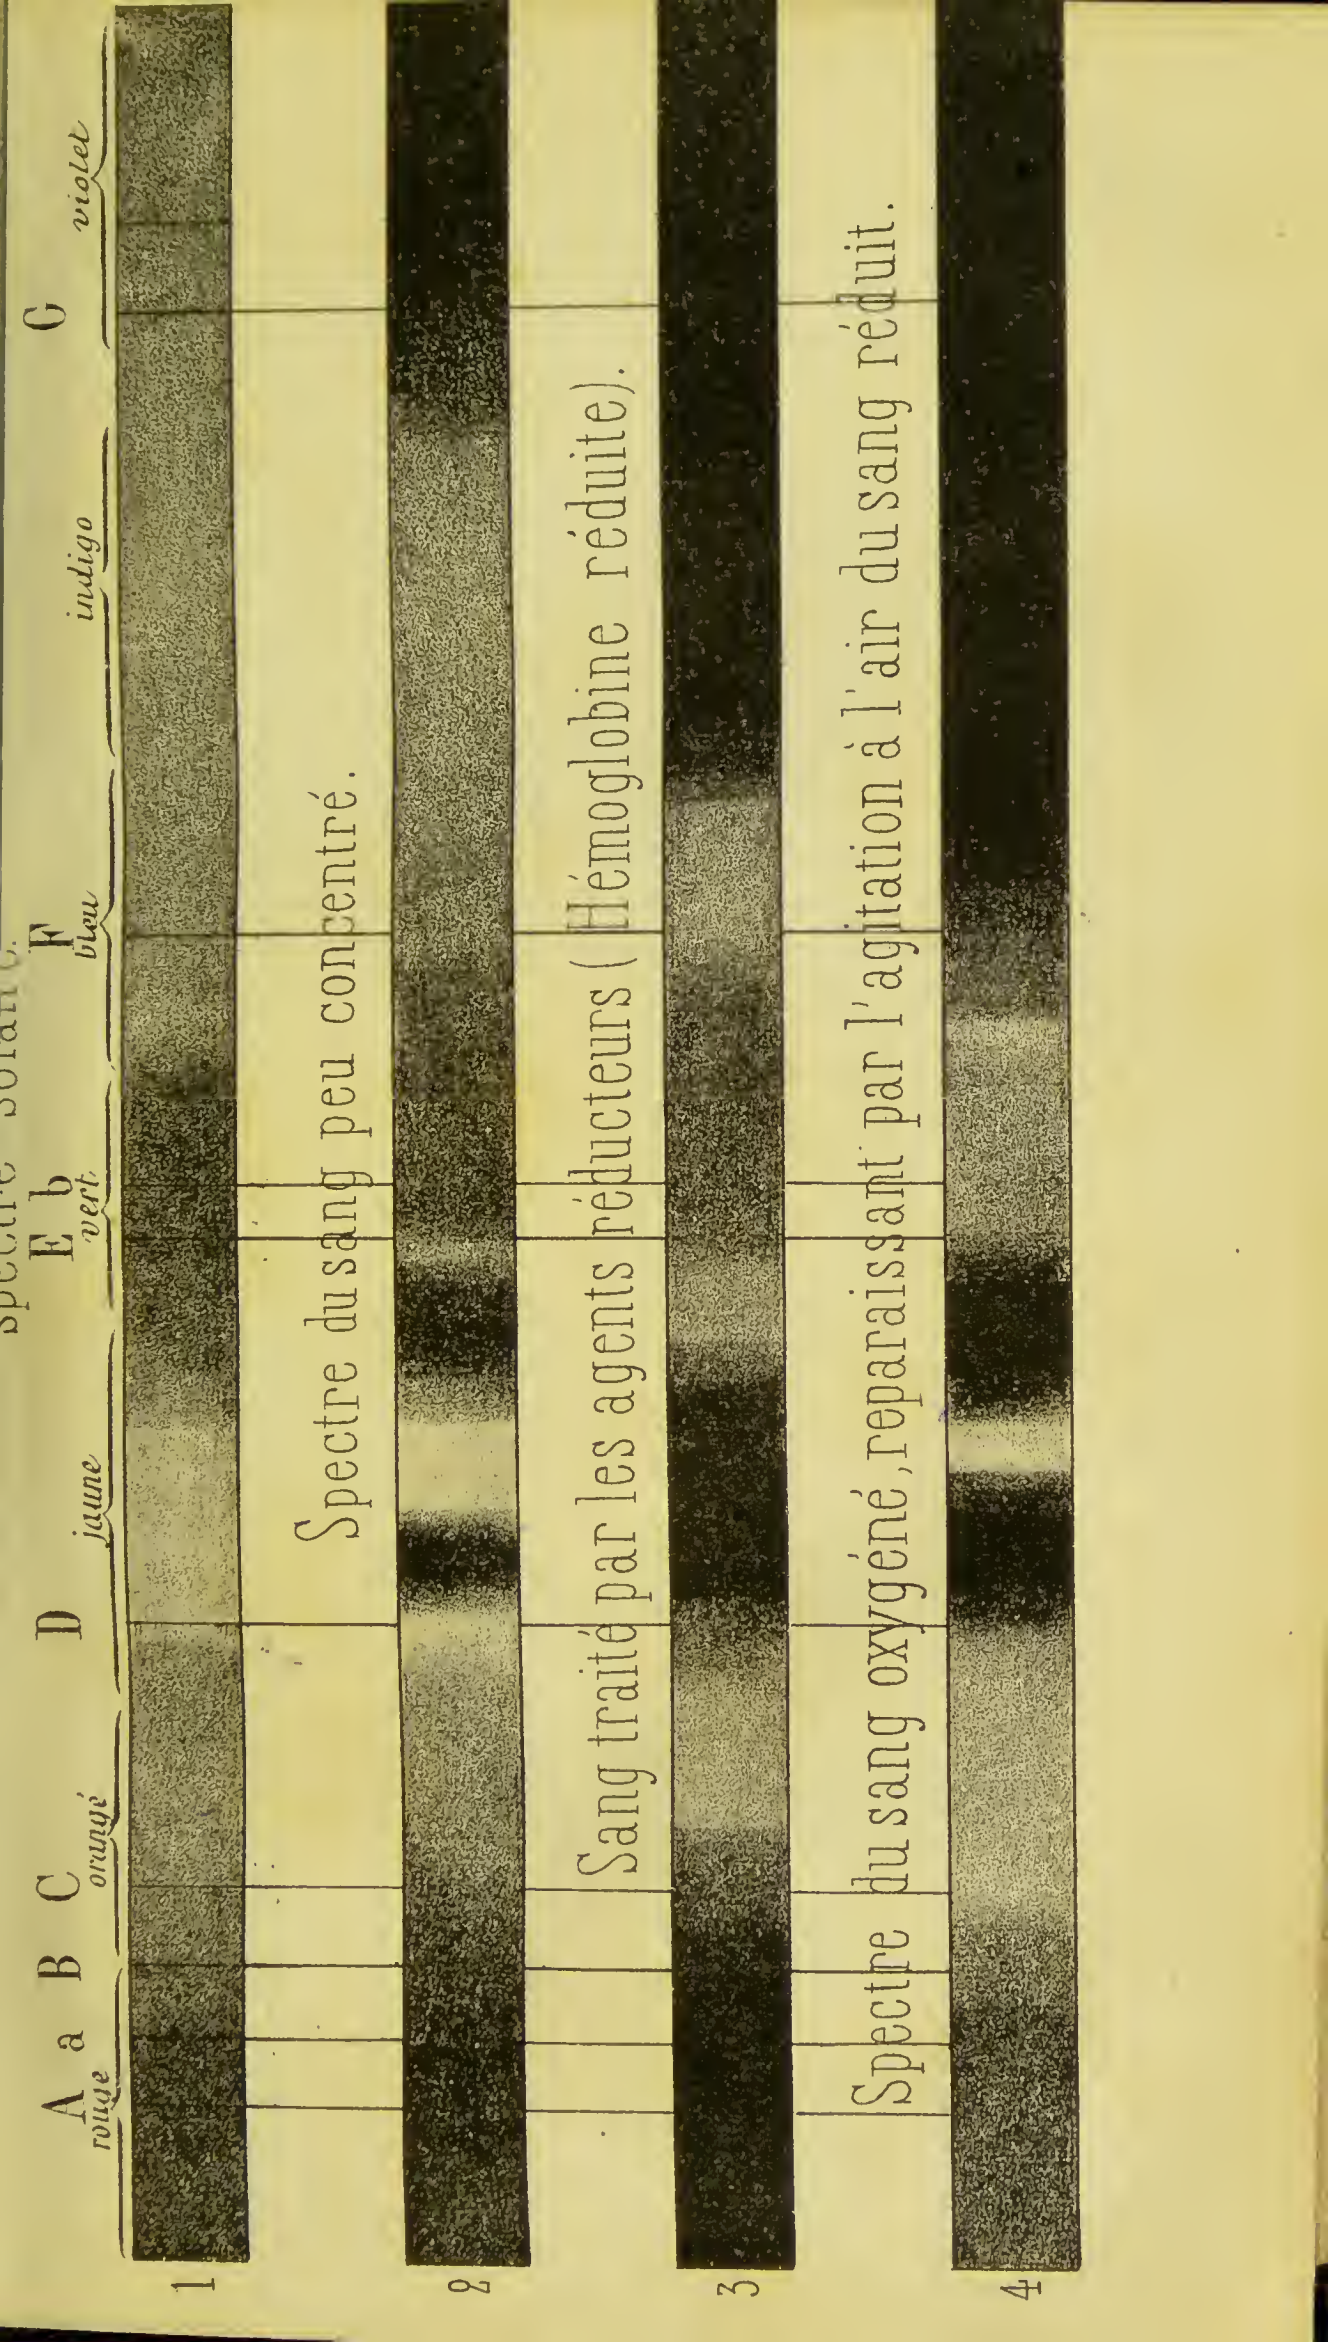 Spectre solaire.
A a B C D E b F G
rouge orangé jaune vert. bleu indigo violet
1
Spectre du sang peu concentré.
2
Sang traité par les agents réducteurs (Hémoglobine réduite).
3
Spectre du sang oxygéné, reparaissant par l'agitation à l'air du sang réduit.
4